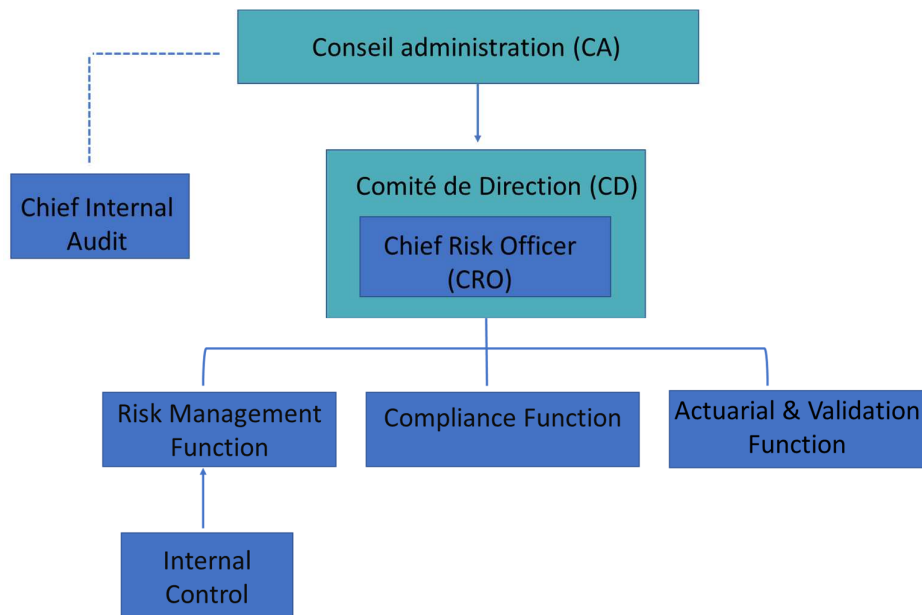 Conseil administration (CA)
Chief Internal
Audit
Comité de Direction (CD)
Chief Risk Officer
(CRO)
Risk Management
Function
Compliance Function
Actuarial & Validation
Function
Internal
Control